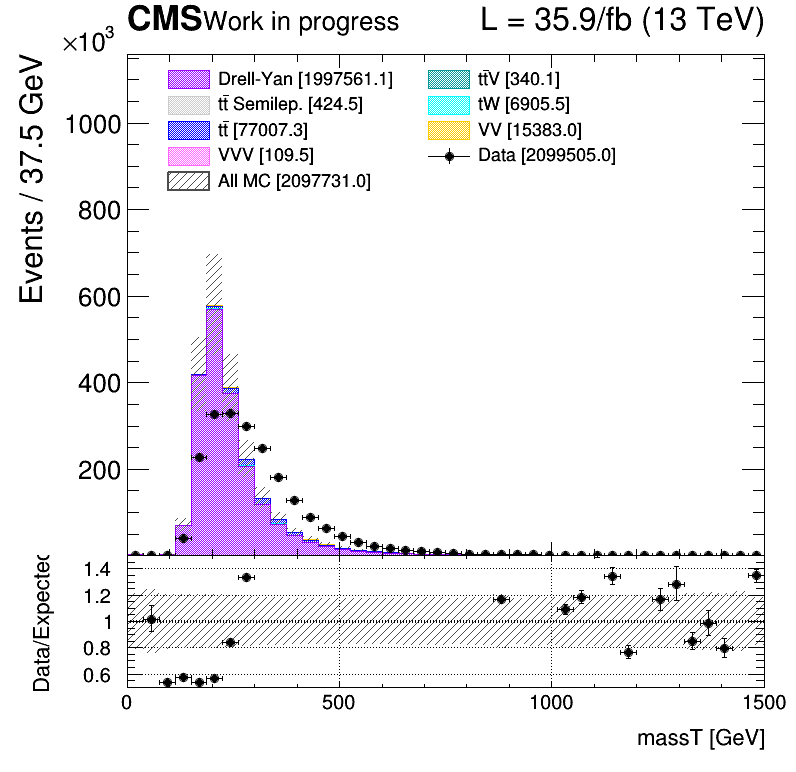 CMS Work in progress L = 35.9/fb (13 TeV)
×10³
Events / 37.5 GeV
Drell-Yan [1997561.1]
tt̄ Semilep. [424.5]
tt̄ [77007.3]
VVV [109.5]
All MC [2097731.0]
tt̄V [340.1]
tW [6905.5]
VV [15383.0]
Data [2099505.0]
1000
800
600
400
200
Data/Expected
1.4
1.2
1
0.8
0.6
0 500 1000 1500
massT [GeV]